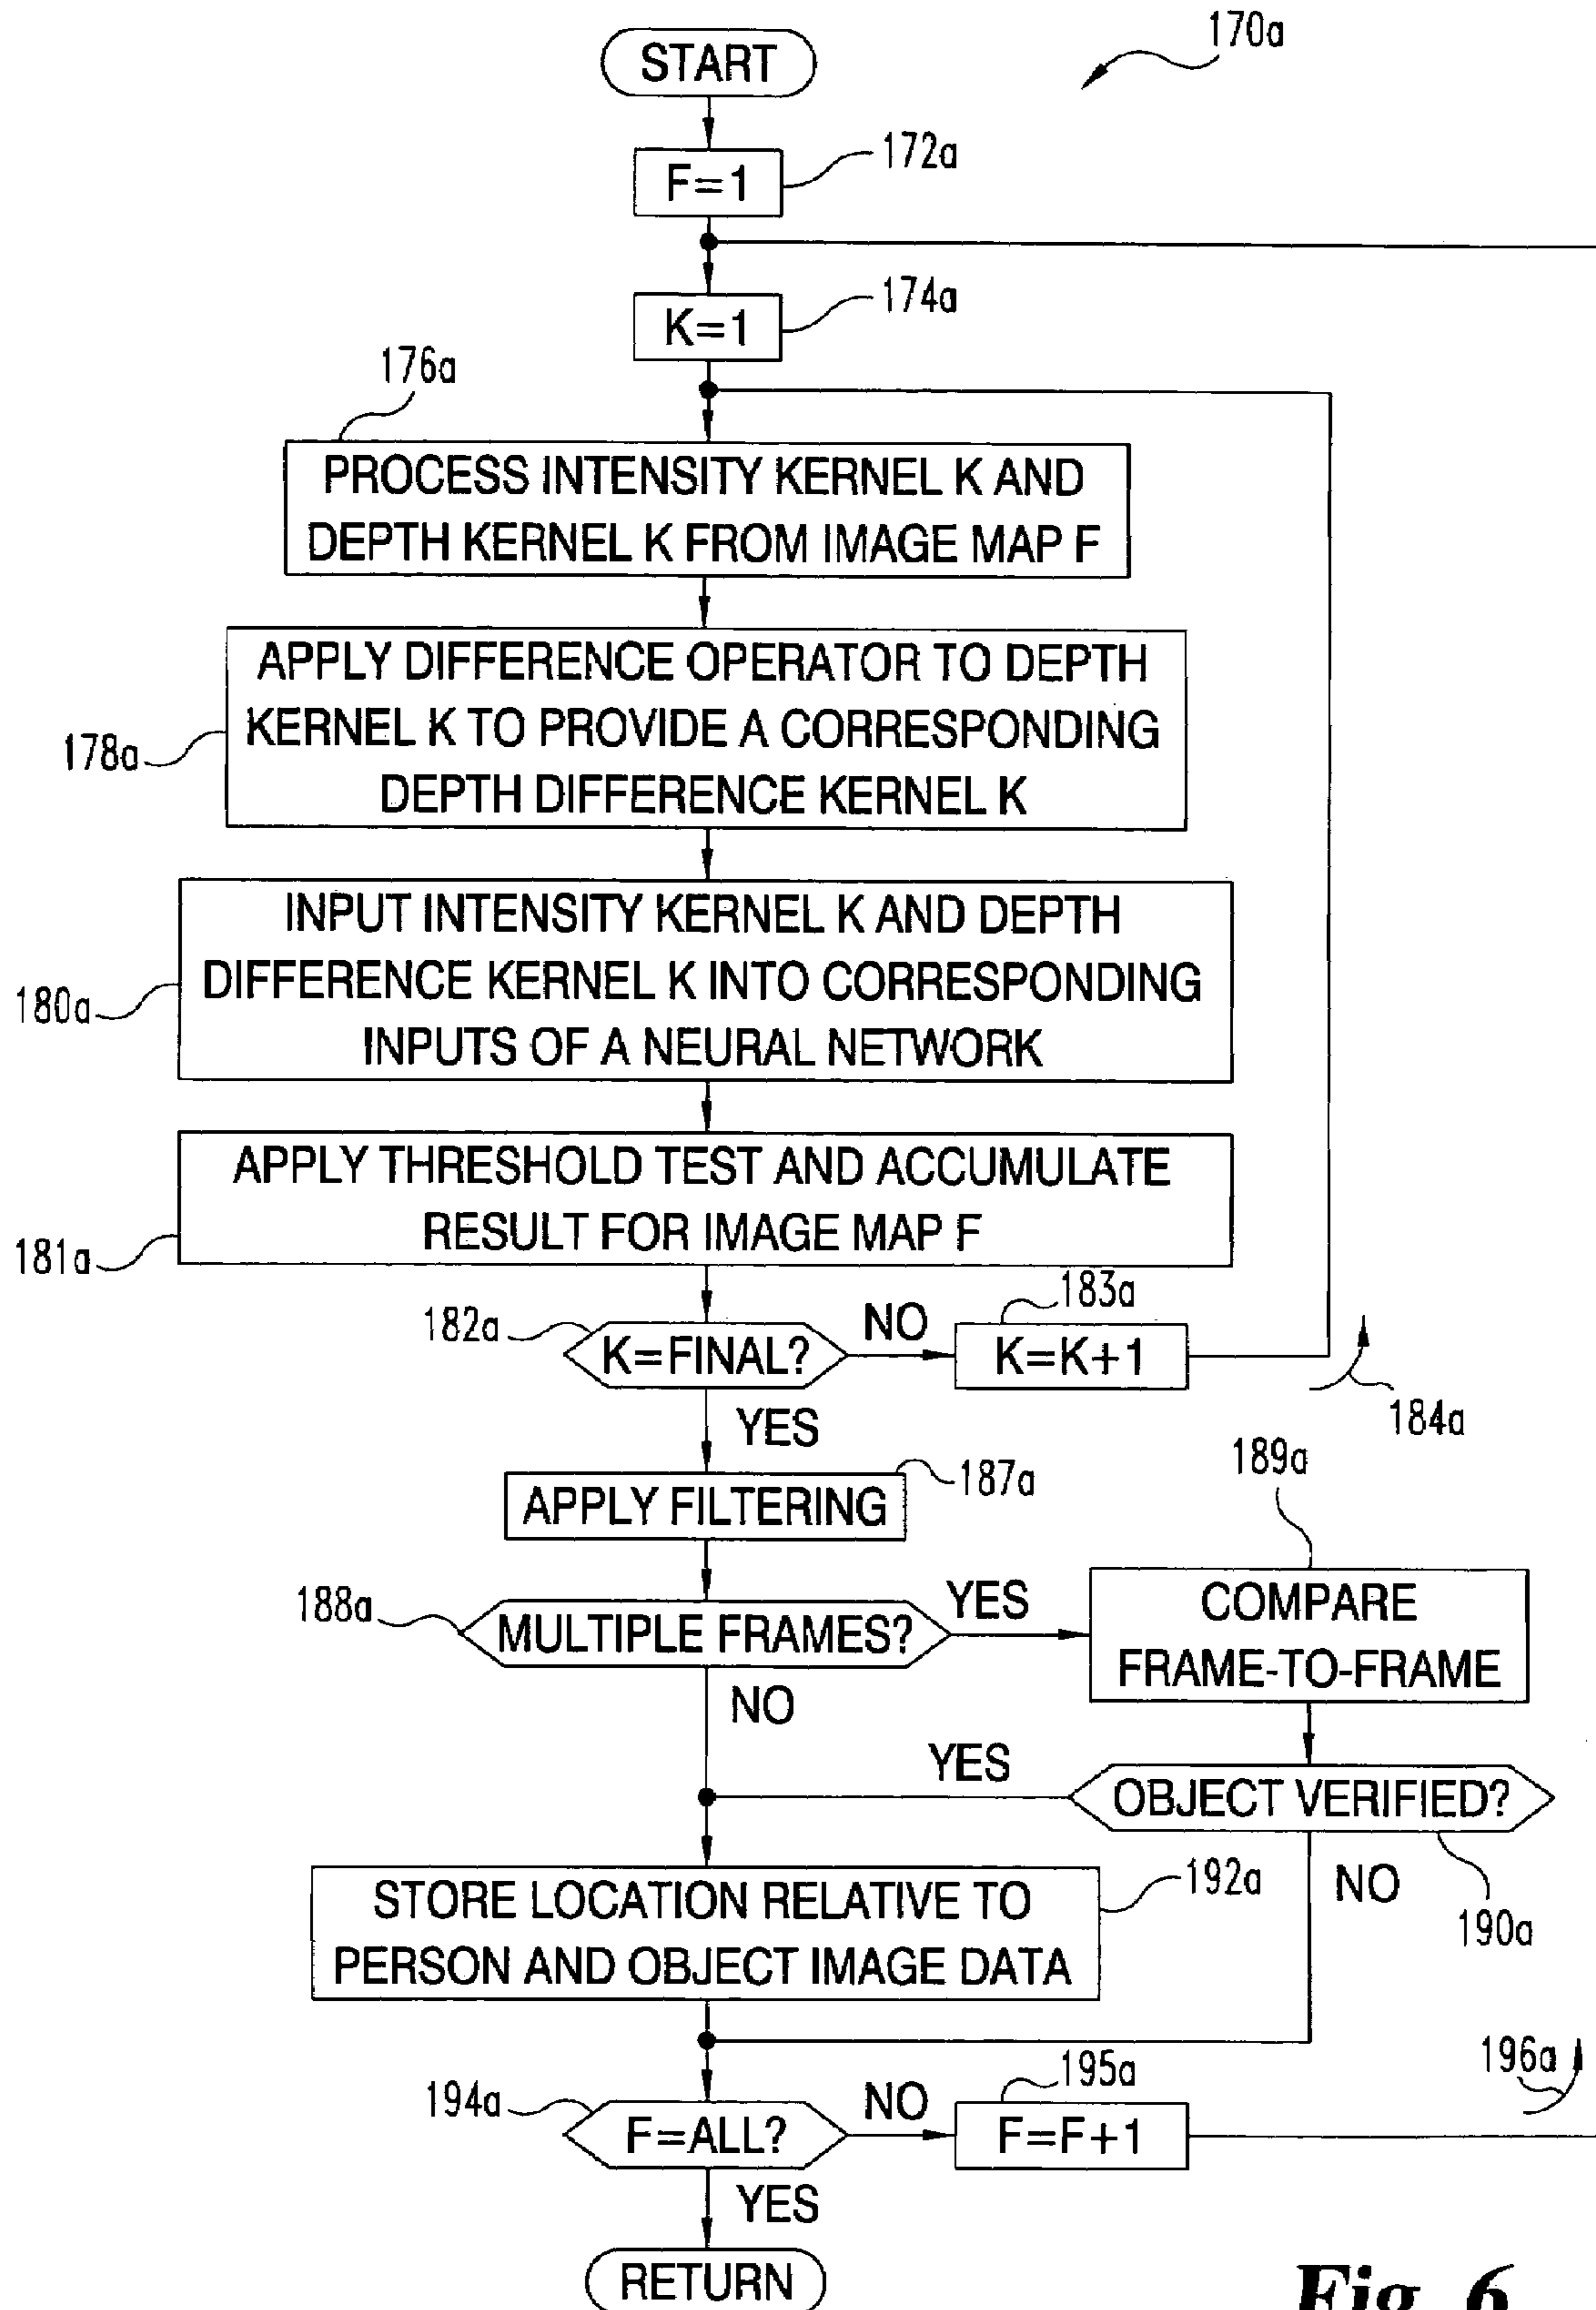 START
170a
F=1
172a
K=1
174a
176a
PROCESS INTENSITY KERNEL K AND
DEPTH KERNEL K FROM IMAGE MAP F
APPLY DIFFERENCE OPERATOR TO DEPTH
KERNEL K TO PROVIDE A CORRESPONDING
DEPTH DIFFERENCE KERNEL K
178a
INPUT INTENSITY KERNEL K AND DEPTH
DIFFERENCE KERNEL K INTO CORRESPONDING
INPUTS OF A NEURAL NETWORK
180a
APPLY THRESHOLD TEST AND ACCUMULATE
RESULT FOR IMAGE MAP F
181a
182a
K=FINAL?
NO
183a
K=K+1
184a
YES
APPLY FILTERING
187a
188a
MULTIPLE FRAMES?
YES
189a
COMPARE
FRAME-TO-FRAME
NO
YES
OBJECT VERIFIED?
190a
NO
STORE LOCATION RELATIVE TO
PERSON AND OBJECT IMAGE DATA
192a
194a
F=ALL?
NO
195a
F=F+1
196a
YES
RETURN
Fig. 6